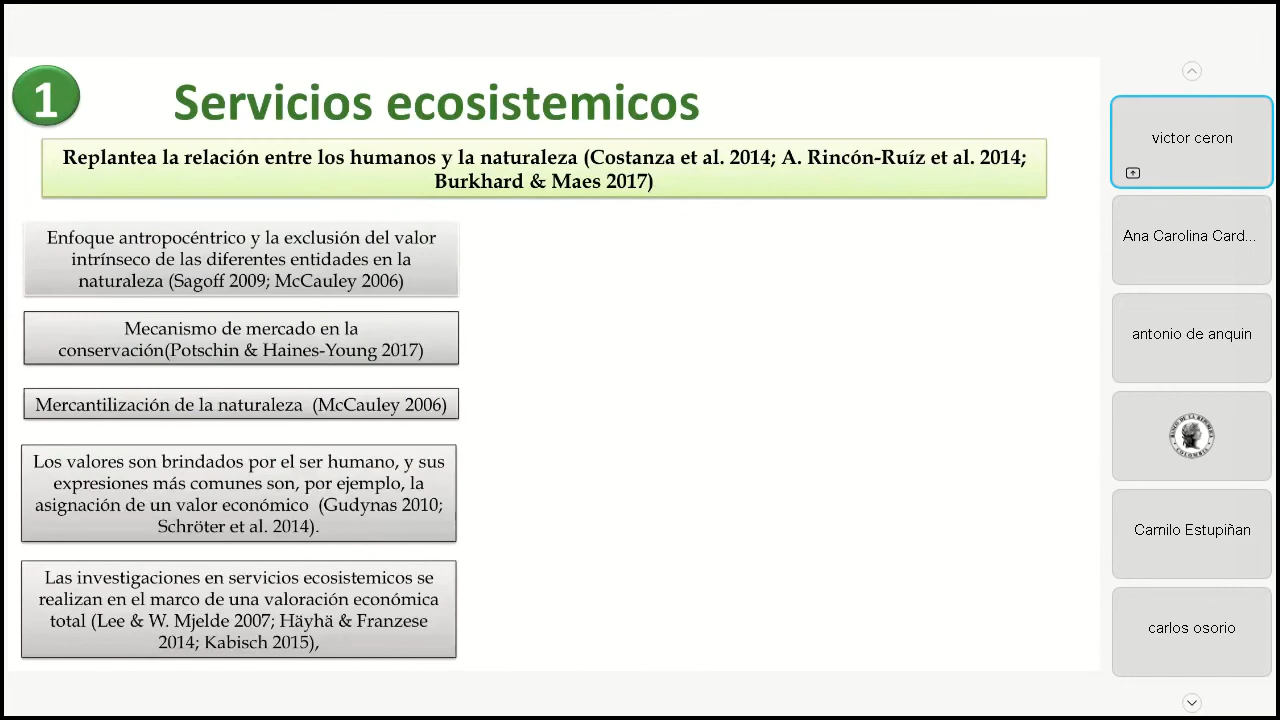 1
Servicios ecosistemicos
Replantea la relación entre los humanos y la naturaleza (Costanza et al. 2014; A. Rincón-Ruíz et al. 2014;
Burkhard & Maes 2017)
Enfoque antropocéntrico y la exclusión del valor
intrínseco de las diferentes entidades en la
naturaleza (Sagoff 2009; McCauley 2006)
Mecanismo de mercado en la
conservación(Potschin & Haines-Young 2017)
Mercantilización de la naturaleza  (McCauley 2006)
Los valores son brindados por el ser humano, y sus
expresiones más comunes son, por ejemplo, la
asignación de un valor económico  (Gudynas 2010;
Schröter et al. 2014).
Las investigaciones en servicios ecosistemicos se
realizan en el marco de una valoración económica
total (Lee & W. Mjelde 2007; Häyhä & Franzese
2014; Kabisch 2015),
victor ceron
Ana Carolina Card...
antonio de anquin
BANCO DE LA REPUBLICA
COLOMBIA
Camilo Estupiñan
carlos osorio